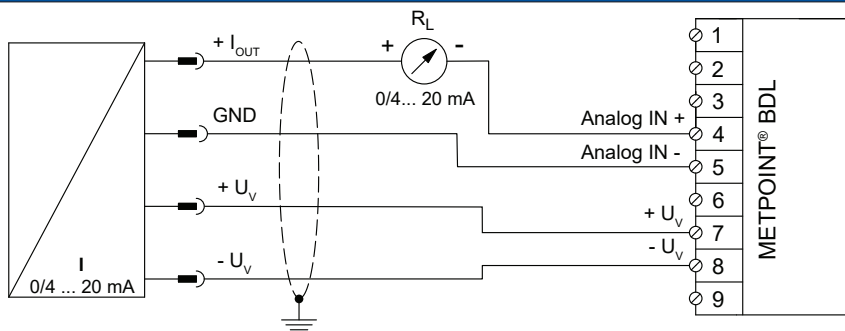 R_L
+ I_OUT
+ -
0/4... 20 mA
GND
+ U_V
- U_V
I
0/4 ... 20 mA
Analog IN +
Analog IN -
+ U_V
- U_V
1
2
3
4
5
6
7
8
9
METPOINT® BDL